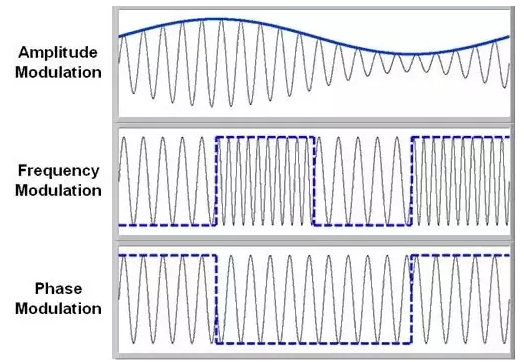 Amplitude
Modulation
Frequency
Modulation
Phase
Modulation